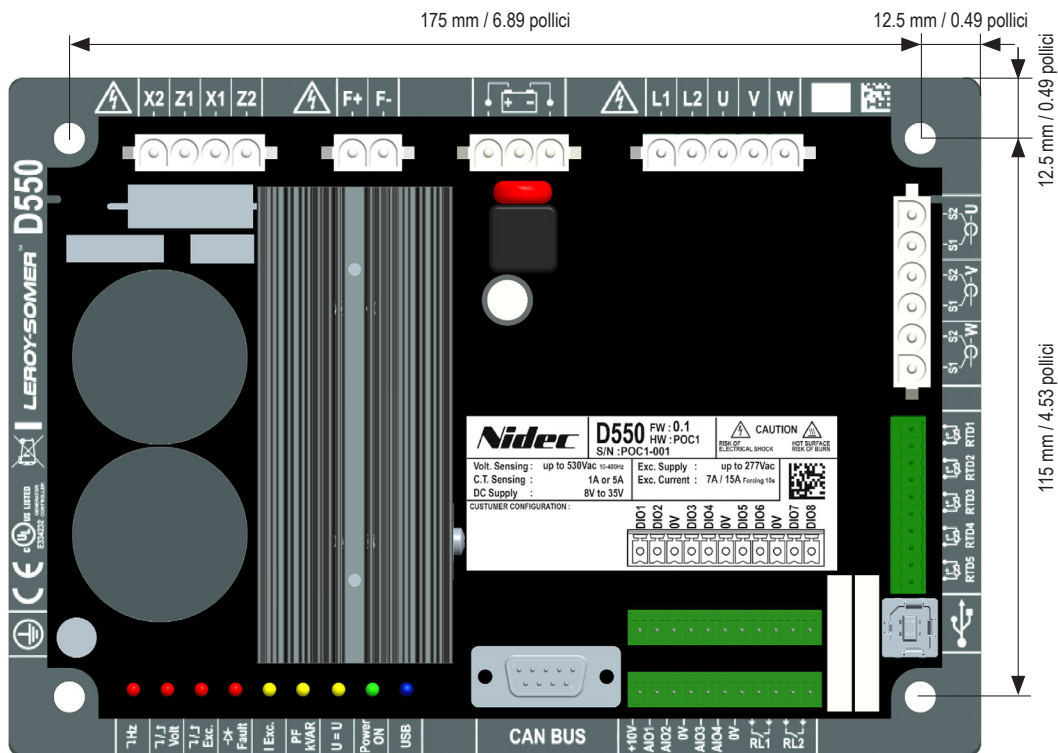 175 mm / 6.89 pollici
12.5 mm / 0.49 pollici
12.5 mm / 0.49 pollici
115 mm / 4.53 pollici
X2 Z1 X1 Z2
F+ F-
+ -
L1 L2 U V W
LEROY-SOMER™ D550
C UL US LISTED
GENERATOR CONTROLLER
E334232
CE
S2 S1 U
S2 S1 V
S2 S1 W
RTD1
RTD2
RTD3
RTD4
RTD5
Nidec
D550 FW : 0.1
HW : POC1
S/N : POC1-001
CAUTION
RISK OF ELECTRICAL SHOCK
HOT SURFACE RISK OF BURN
Volt. Sensing : up to 530Vac 10-400Hz
C.T. Sensing : 1A or 5A
DC Supply : 8V to 35V
Exc. Supply : up to 277Vac
Exc. Current : 7A / 15A Forcing 10s
CUSTUMER CONFIGURATION :
DIO1 DIO2 0V DIO3 DIO4 0V DIO5 DIO6 0V DIO7 DIO8
Hz
Volt
Exc.
Fault
I Exc.
PF kVAR
U = U
Power ON
USB
CAN BUS
+10V AIO1 AIO2 0V AIO3 AIO4 0V RL1 RL2